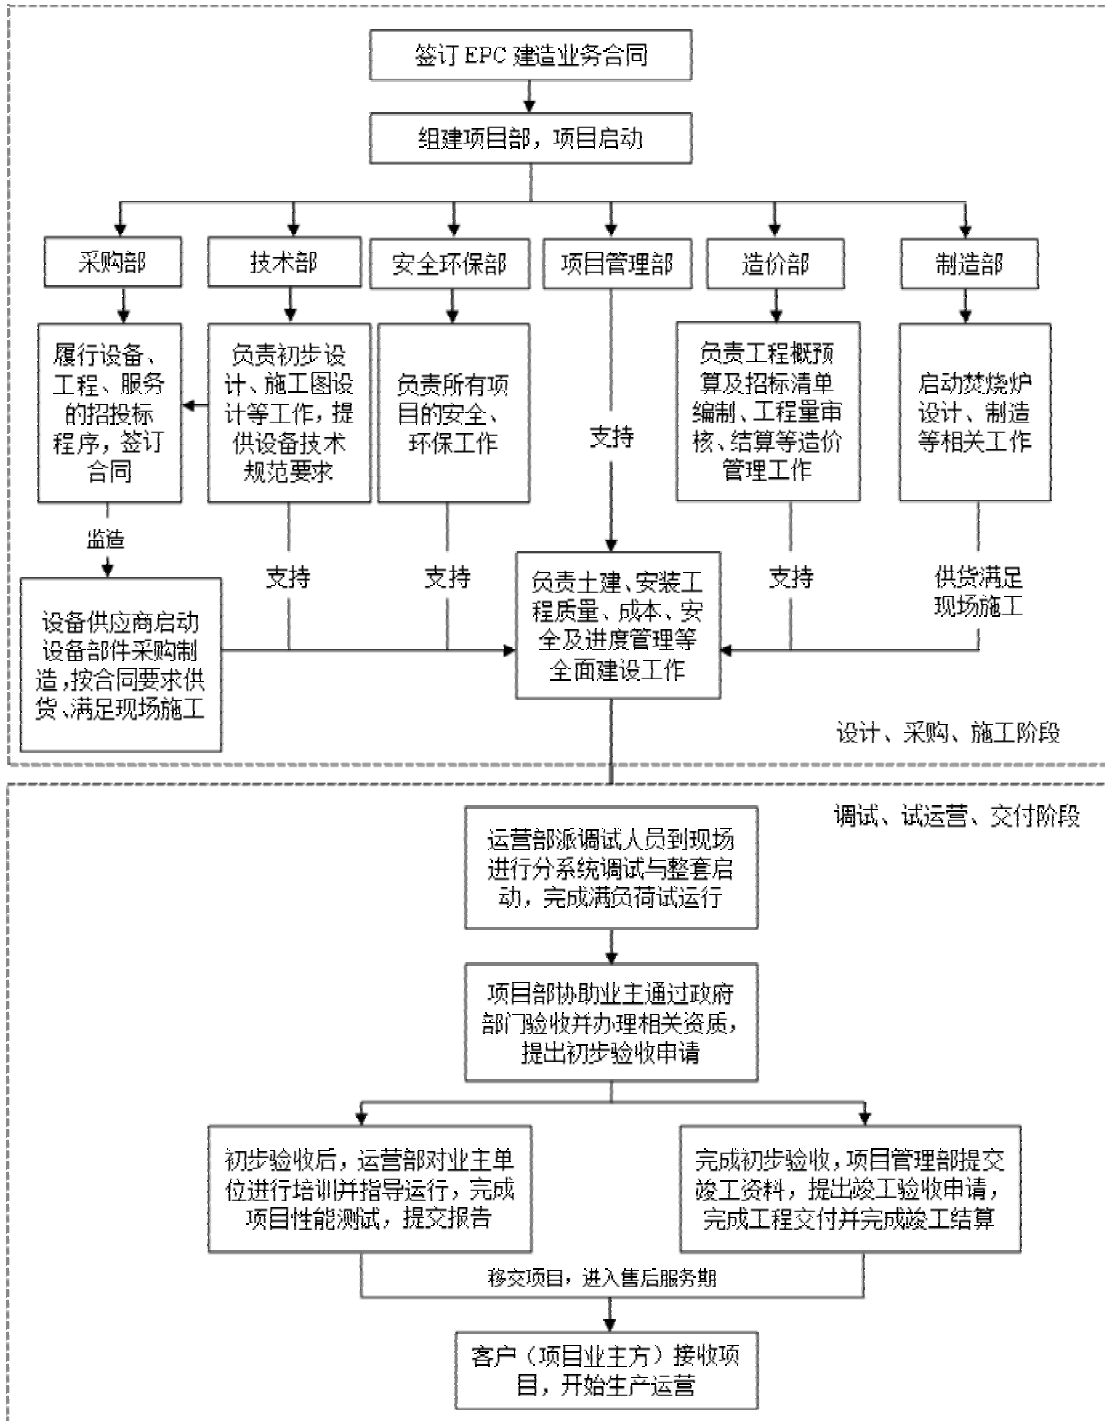 签订 EPC 建造业务合同
组建项目部，项目启动
采购部
技术部
安全环保部
项目管理部
造价部
制造部
履行设备、
工程、服务
的招投标
程序，签订
合同
负责初步设
计、施工图设
计等工作，提
供设备技术
规范要求
负责所有项
目的安全、
环保工作
支持
负责工程概预
算及招标清单
编制、工程量审
核、结算等造价
管理工作
启动焚烧炉
设计、制造
等相关工作
监造
支持
支持
支持
供货满足
现场施工
设备供应商启动
设备部件采购制
造，按合同要求供
货、满足现场施工
负责土建、安装工
程质量、成本、安
全及进度管理等
全面建设工作
设计、采购、施工阶段
调试、试运营、交付阶段
运营部派调试人员到现场
进行分系统调试与整套启
动，完成满负荷试运行
项目部协助业主通过政府
部门验收并办理相关资质，
提出初步验收申请
初步验收后，运营部对业主单
位进行培训并指导运行，完成
项目性能测试，提交报告
完成初步验收，项目管理部提交
竣工资料，提出竣工验收申请，
完成工程交付并完成竣工结算
移交项目，进入售后服务期
客户（项目业主方）接收项
目，开始生产运营